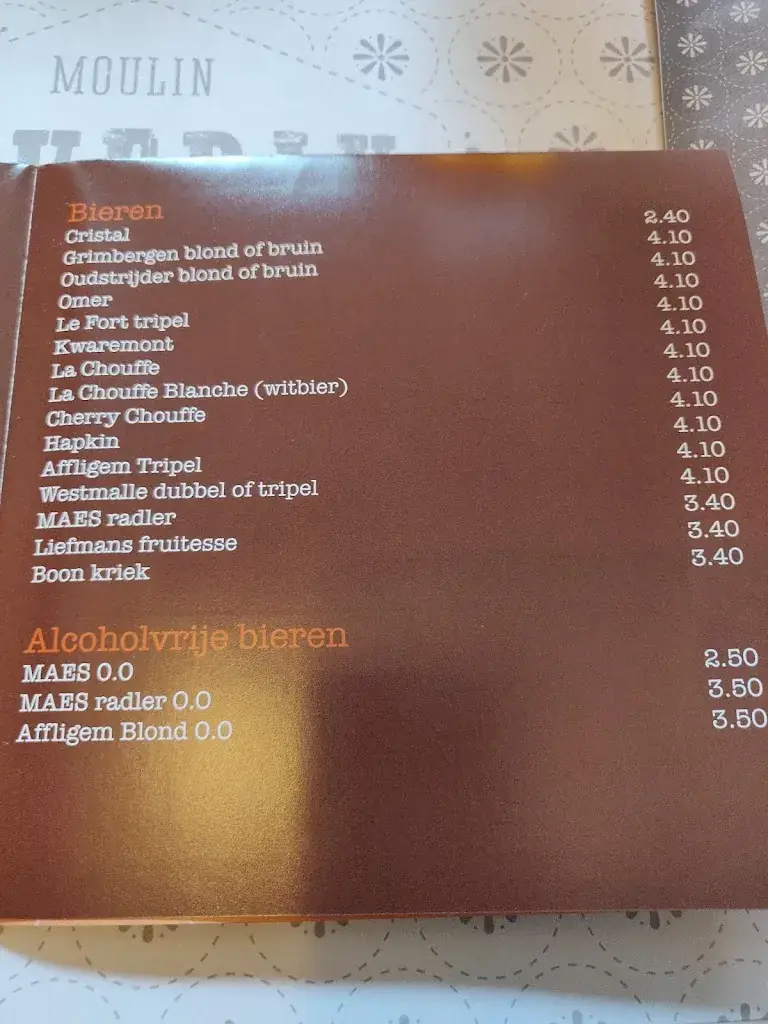 MOULIN
Bieren
Cristal 2.40
Grimbergen blond of bruin 4.10
Oudstrijder blond of bruin 4.10
Omer 4.10
Le Fort tripel 4.10
Kwaremont 4.10
La Chouffe 4.10
La Chouffe Blanche (witbier) 4.10
Cherry Chouffe 4.10
Hapkin 4.10
Affligem Tripel 4.10
Westmalle dubbel of tripel 4.10
MAES radler 3.40
Liefmans fruitesse 3.40
Boon kriek 3.40
Alcoholvrije bieren
MAES 0.0 2.50
MAES radler 0.0 3.50
Affligem Blond 0.0 3.50